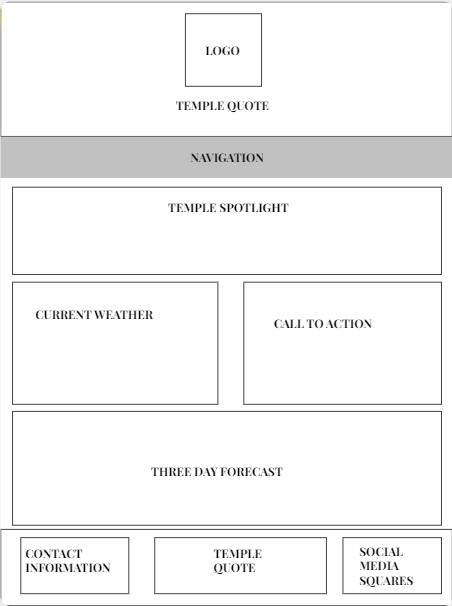 LOGO
TEMPLE QUOTE
NAVIGATION
TEMPLE SPOTLIGHT
CURRENT WEATHER
CALL TO ACTION
THREE DAY FORECAST
CONTACT
INFORMATION
TEMPLE
QUOTE
SOCIAL
MEDIA
SQUARES